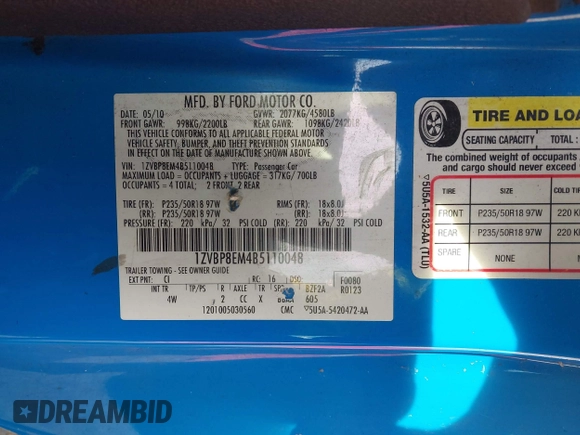 MFD. BY FORD MOTOR CO.
DATE: 05/10 GVWR: 2077KG/4580LB
FRONT GAWR: 998KG/2200LB REAR GAWR: 1098KG/2420LB
THIS VEHICLE CONFORMS TO ALL APPLICABLE FEDERAL MOTOR
VEHICLE SAFETY, BUMPER, AND THEFT PREVENTION STANDARDS
IN EFFECT ON THE DATE OF MANUFACTURE SHOWN ABOVE.
VIN: 1ZVBP8EM4B5110048 TYPE: Passenger Car
MAXIMUM LOAD = OCCUPANTS + LUGGAGE = 317KG/ 700LB
OCCUPANTS = 4 TOTAL: 2 FRONT 2 REAR
TIRE (FR): P235/50R18 97W RIMS (FR): 18x8.0J
(RR): P235/50R18 97W (RR): 18x8.0J
PRESSURE (FR): 220 kPa/ 32 PSI COLD (RR): 220 kPa/ 32 PSI COLD
1ZVBP8EM4B5110048
TRAILER TOWING - SEE OWNER GUIDE
EXT PNT: CI RC: 16 DSO: F0080
INT TR TP/PS R AXLE TR BZF2A R0123
4W 2 CC X 605
1201005030560 CMC 5U5A-5420472-AA
TIRE AND LOA
SEATING CAPACITY TOTAL :
The combined weight of occupants
and cargo should never exceed
5U5A-1532-AA (TLU)
TIRE SIZE COLD
FRONT P235/50R18 97W 220 K
REAR P235/50R18 97W 220 K
SPARE NONE NONE
DREAMBID